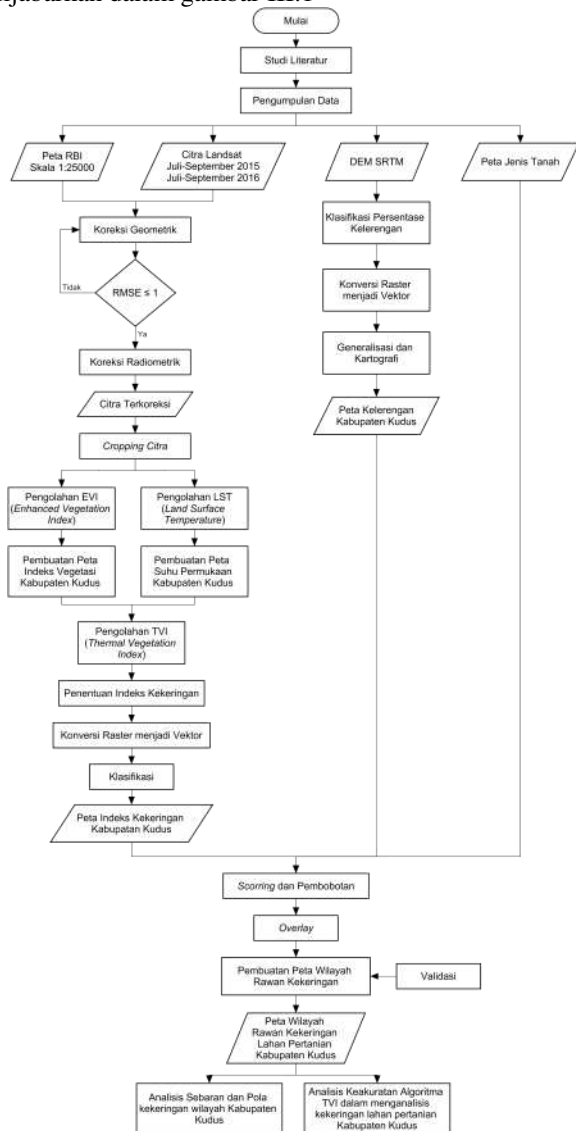 dijabarkan dalam gambar III.1
Mulai
Studi Literatur
Pengumpulan Data
Peta RBI
Skala 1:25000
Citra Landsat
Juli-September 2015
Juli-September 2016
DEM SRTM
Peta Jenis Tanah
Koreksi Geometrik
Tidak
RMSE ≤ 1
Ya
Koreksi Radiometrik
Citra Terkoreksi
Cropping Citra
Klasifikasi Persentase
Kelerengan
Konversi Raster
menjadi Vektor
Generalisasi dan
Kartografi
Peta Kelerengan
Kabupaten Kudus
Pengolahan EVI
(Enhanced Vegetation
Index)
Pengolahan LST
(Land Surface
Temperature)
Pembuatan Peta
Indeks Vegetasi
Kabupaten Kudus
Pembuatan Peta
Suhu Permukaan
Kabupaten Kudus
Pengolahan TVI
(Thermal Vegetation
Index)
Penentuan Indeks Kekeringan
Konversi Raster menjadi Vektor
Klasifikasi
Peta Indeks Kekeringan
Kabupatan Kudus
Scorring dan Pembobotan
Overlay
Pembuatan Peta Wilayah
Rawan Kekeringan
Validasi
Peta Wilayah
Rawan Kekeringan
Lahan Pertanian
Kabupaten Kudus
Analisis Sebaran dan Pola
kekeringan wilayah Kabupaten
Kudus
Analisis Keakuratan Algoritma
TVI dalam menganalisis
kekeringan lahan pertanian
Kabupaten Kudus